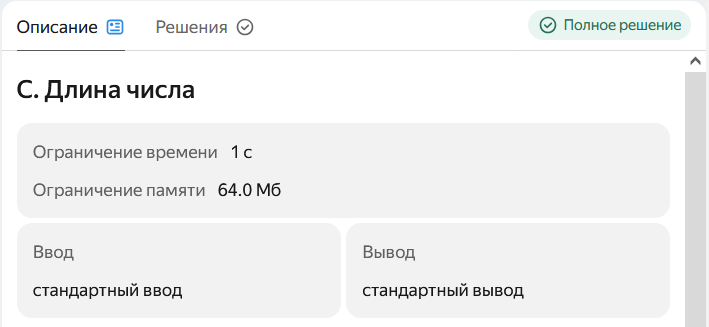 Описание Решения Полное решение
C. Длина числа
Ограничение времени 1 с
Ограничение памяти 64.0 Мб
Ввод Вывод
стандартный ввод стандартный вывод